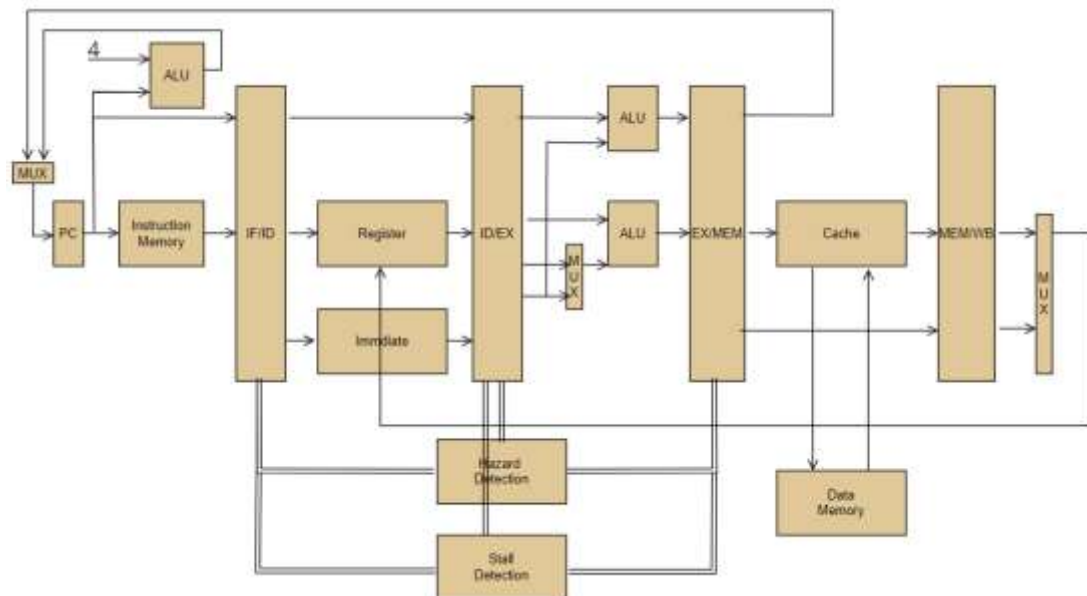 4
ALU
MUX
PC
Instruction
Memory
IF/ID
Register
Immdiate
ID/EX
ALU
ALU
M
U
X
EX/MEM
Cache
MEM/WB
M
U
X
Hazard
Detection
Stall
Detection
Data
Memory